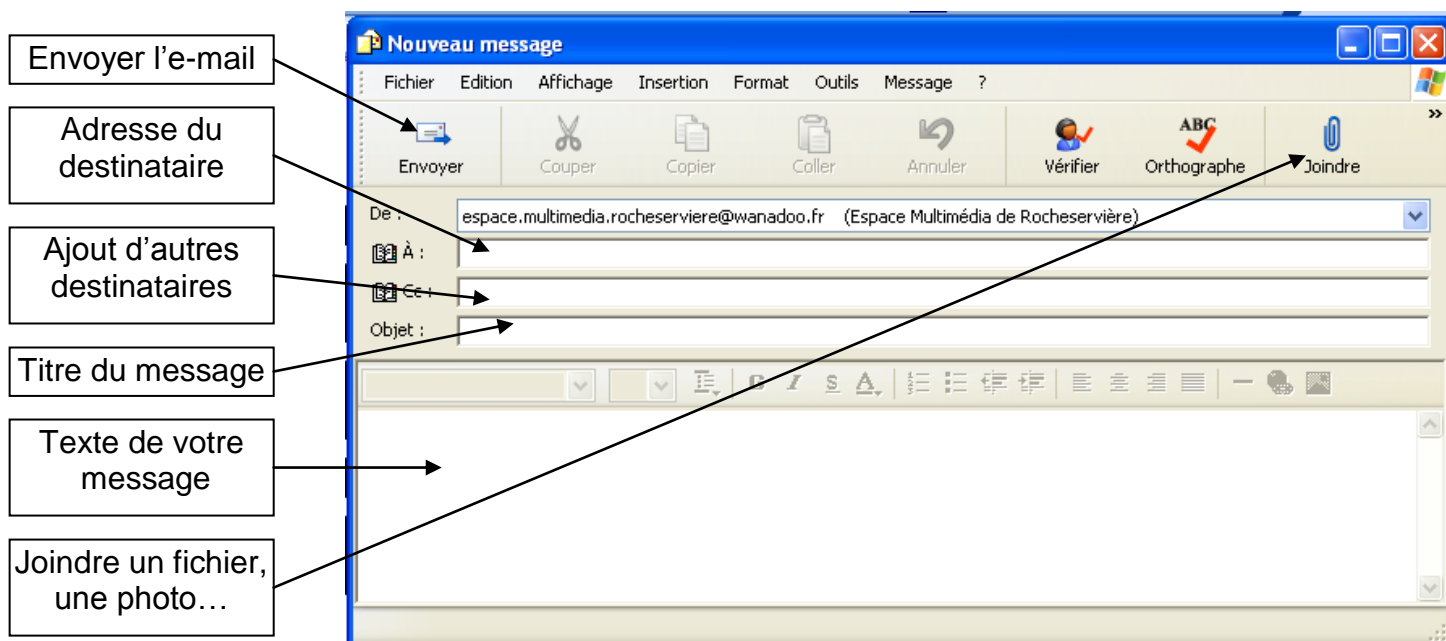 Nouveau message
Fichier Edition Affichage Insertion Format Outils Message ?
Envoyer Couper Copier Coller Annuler Vérifier ABC Orthographe Joindre »
De : espace.multimedia.rocheserviere@wanadoo.fr (Espace Multimédia de Rocheservière)
À :
Cc :
Objet :
G I S A
Envoyer l’e-mail
Adresse du
destinataire
Ajout d’autres
destinataires
Titre du message
Texte de votre
message
Joindre un fichier,
une photo…